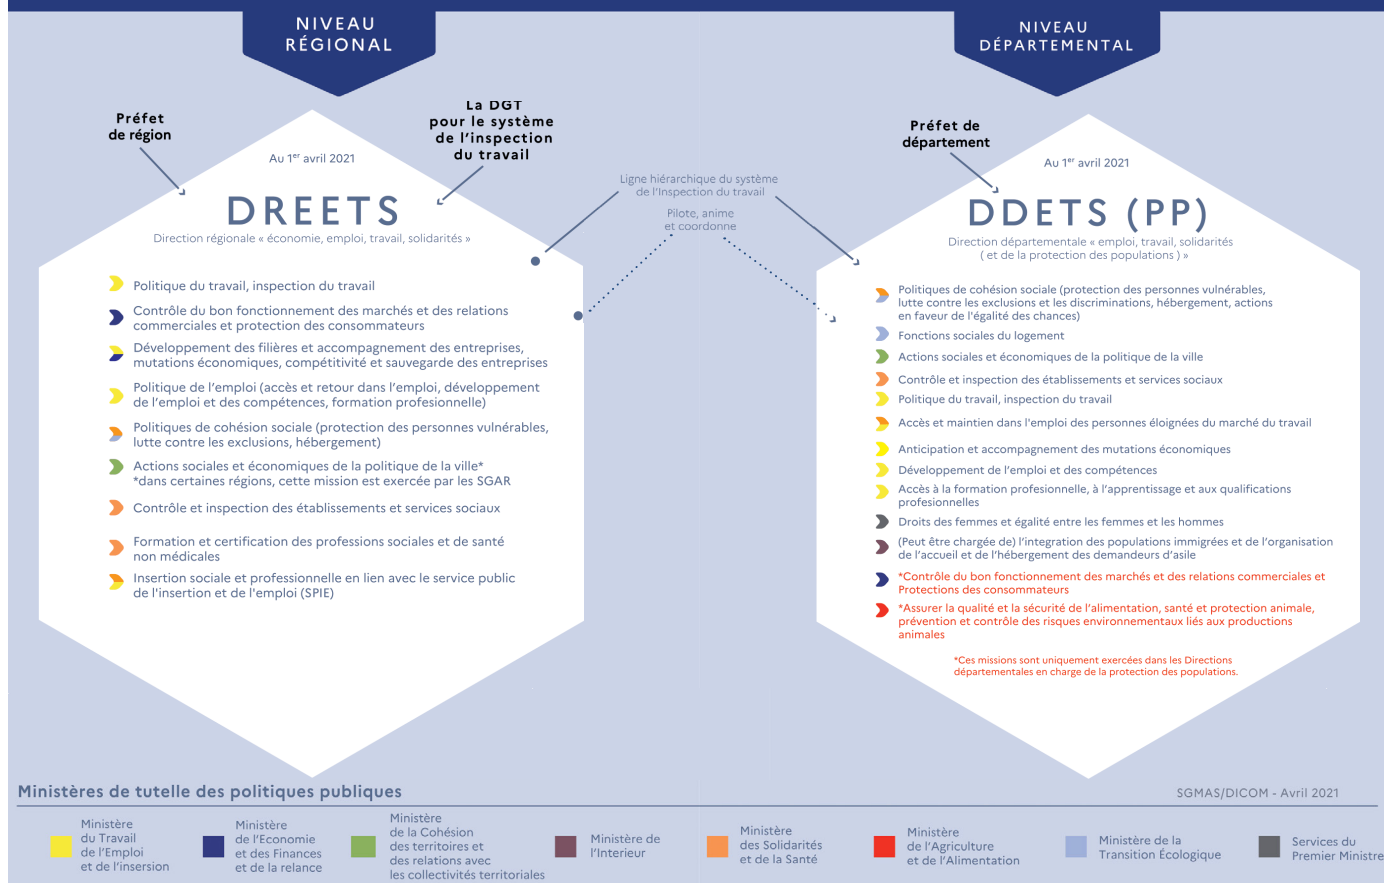 NIVEAU
RÉGIONAL
NIVEAU
DÉPARTEMENTAL
Préfet
de région
La DGT
pour le système
de l'inspection
du travail
Au 1er avril 2021
DREETS
Direction régionale « économie, emploi, travail, solidarités »
Politique du travail, inspection du travail
Contrôle du bon fonctionnement des marchés et des relations
commerciales et protection des consommateurs
Développement des filières et accompagnement des entreprises,
mutations économiques, compétitivité et sauvegarde des entreprises
Politique de l'emploi (accès et retour dans l'emploi, développement
de l'emploi et des compétences, formation profesionnelle)
Politiques de cohésion sociale (protection des personnes vulnérables,
lutte contre les exclusions, hébergement)
Actions sociales et économiques de la politique de la ville*
*dans certaines régions, cette mission est exercée par les SGAR
Contrôle et inspection des établissements et services sociaux
Formation et certification des professions sociales et de santé
non médicales
Insertion sociale et professionnelle en lien avec le service public
de l'insertion et de l'emploi (SPIE)
Ligne hiérarchique du système
de l'Inspection du travail
Pilote, anime
et coordonne
Préfet de
département
Au 1er avril 2021
DDETS (PP)
Direction départementale « emploi, travail, solidarités
( et de la protection des populations ) »
Politiques de cohésion sociale (protection des personnes vulnérables,
lutte contre les exclusions et les discriminations, hébergement, actions
en faveur de l'égalité des chances)
Fonctions sociales du logement
Actions sociales et économiques de la politique de la ville
Contrôle et inspection des établissements et services sociaux
Politique du travail, inspection du travail
Accès et maintien dans l'emploi des personnes éloignées du marché du travail
Anticipation et accompagnement des mutations économiques
Développement de l'emploi et des compétences
Accès à la formation profesionnelle, à l'apprentissage et aux qualifications
profesionnelles
Droits des femmes et égalité entre les femmes et les hommes
(Peut être chargée de) l'integration des populations immigrées et de l'organisation
de l'accueil et de l'hébergement des demandeurs d'asile
*Contrôle du bon fonctionnement des marchés et des relations commerciales et
Protections des consommateurs
*Assurer la qualité et la sécurité de l'alimentation, santé et protection animale,
prévention et contrôle des risques environnementaux liés aux productions
animales
*Ces missions sont uniquement exercées dans les Directions
départementales en charge de la protection des populations.
Ministères de tutelle des politiques publiques
SGMAS/DICOM - Avril 2021
Ministère
du Travail
de l'Emploi
et de l'insersion
Ministère
de l'Economie
et des Finances
et de la relance
Ministère
de la Cohésion
des territoires et
des relations avec
les collectivités territoriales
Ministère de
l'Interieur
Ministère
des Solidarités
et de la Santé
Ministère
de l'Agriculture
et de l'Alimentation
Ministère de la
Transition Écologique
Services du
Premier Ministre